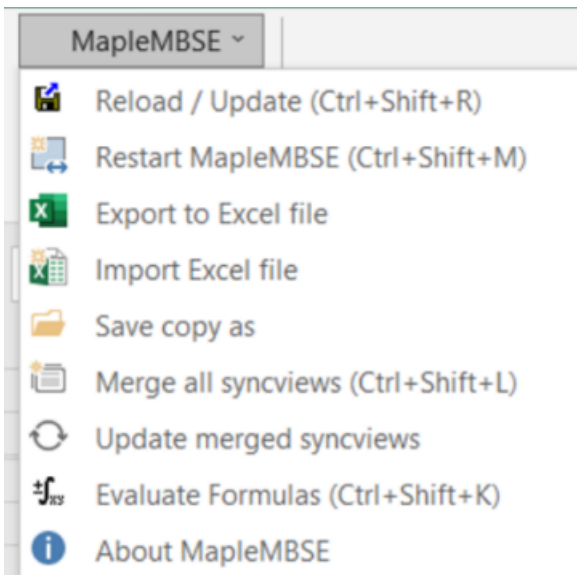 MapleMBSE
Reload / Update (Ctrl+Shift+R)
Restart MapleMBSE (Ctrl+Shift+M)
Export to Excel file
Import Excel file
Save copy as
Merge all syncviews (Ctrl+Shift+L)
Update merged syncviews
Evaluate Formulas (Ctrl+Shift+K)
About MapleMBSE